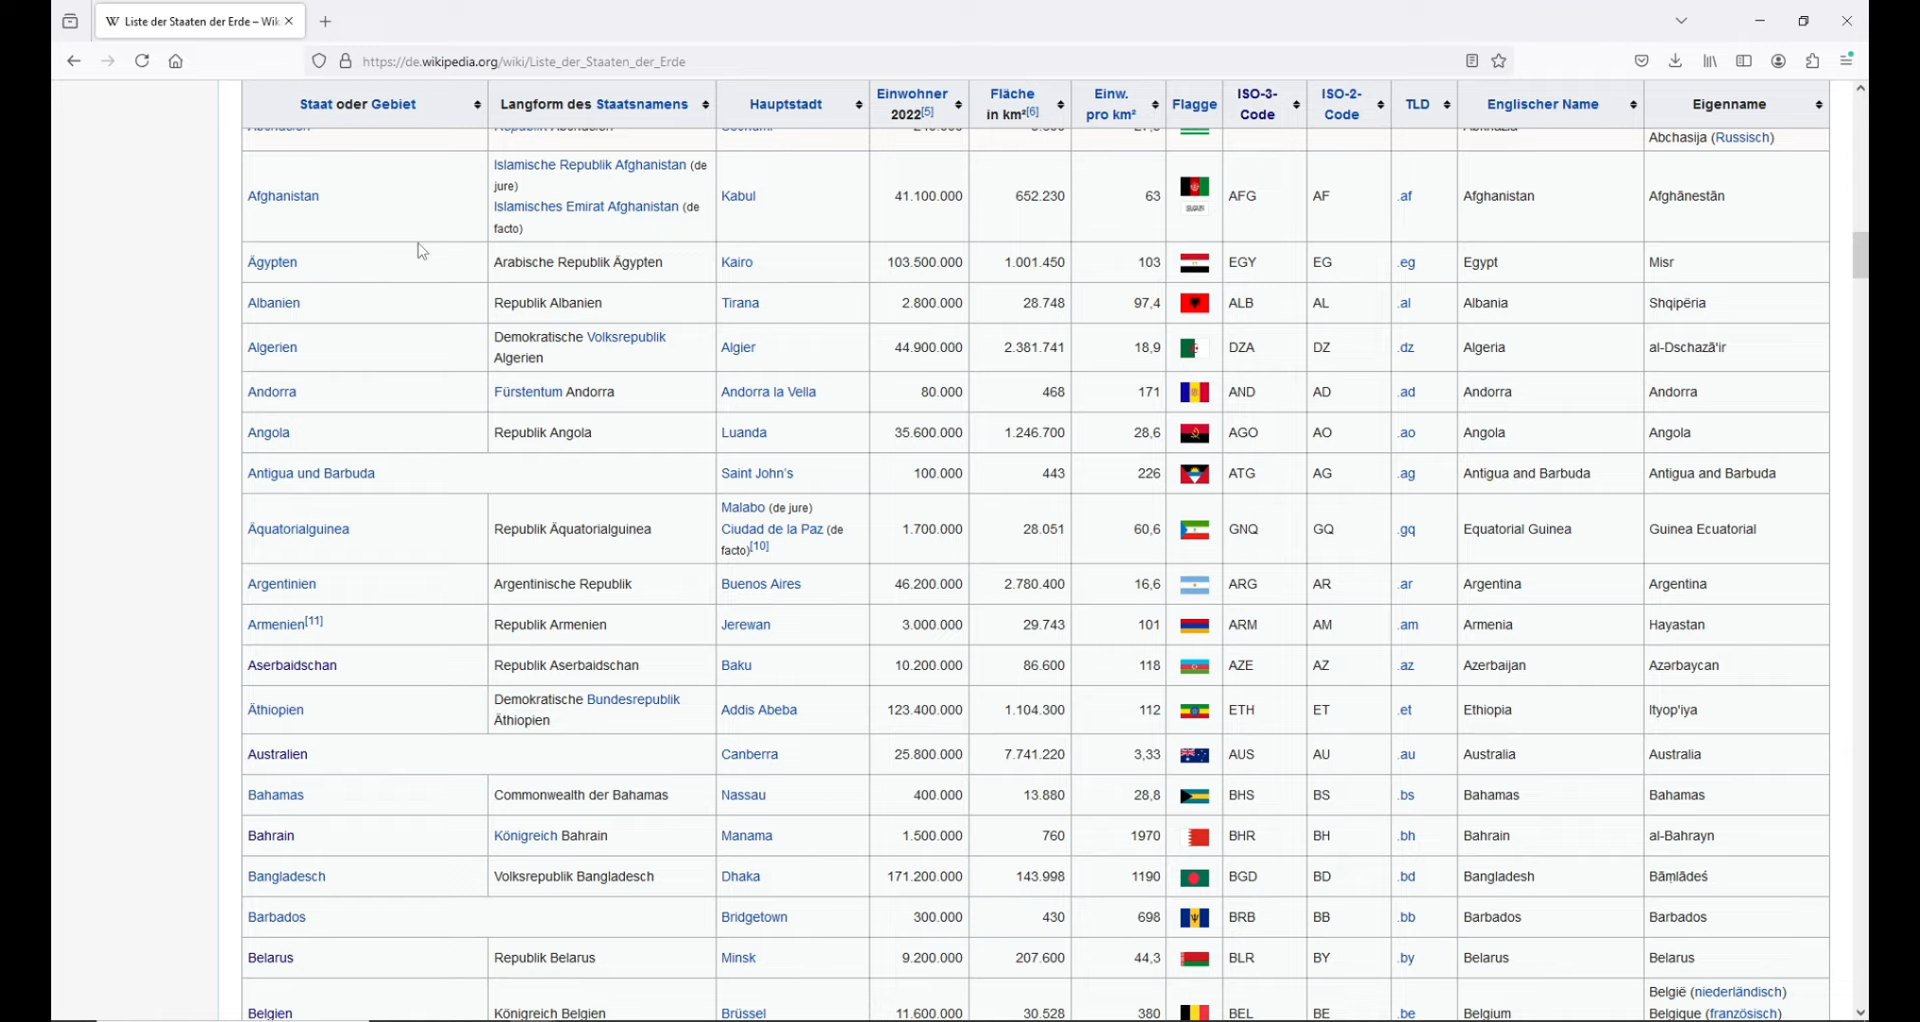 Liste der Staaten der Erde – Wik
https://de.wikipedia.org/wiki/Liste_der_Staaten_der_Erde
Staat oder Gebiet Langform des Staatsnamens Hauptstadt Einwohner 2022[5] Fläche in km²[6] Einw. pro km² Flagge ISO-3-Code ISO-2-Code TLD Englischer Name Eigenname
Abchasija (Russisch)
Afghanistan Islamische Republik Afghanistan (de jure) Islamisches Emirat Afghanistan (de facto) Kabul 41.100.000 652.230 63 AFG AF .af Afghanistan Afghānestān
Ägypten Arabische Republik Ägypten Kairo 103.500.000 1.001.450 103 EGY EG .eg Egypt Misr
Albanien Republik Albanien Tirana 2.800.000 28.748 97,4 ALB AL .al Albania Shqipëria
Algerien Demokratische Volksrepublik Algerien Algier 44.900.000 2.381.741 18,9 DZA DZ .dz Algeria al-Dschazā'ir
Andorra Fürstentum Andorra Andorra la Vella 80.000 468 171 AND AD .ad Andorra Andorra
Angola Republik Angola Luanda 35.600.000 1.246.700 28,6 AGO AO .ao Angola Angola
Antigua und Barbuda Saint John's 100.000 443 226 ATG AG .ag Antigua and Barbuda Antigua and Barbuda
Äquatorialguinea Republik Äquatorialguinea Malabo (de jure) Ciudad de la Paz (de facto)[10] 1.700.000 28.051 60,6 GNQ GQ .gq Equatorial Guinea Guinea Ecuatorial
Argentinien Argentinische Republik Buenos Aires 46.200.000 2.780.400 16,6 ARG AR .ar Argentina Argentina
Armenien[11] Republik Armenien Jerewan 3.000.000 29.743 101 ARM AM .am Armenia Hayastan
Aserbaidschan Republik Aserbaidschan Baku 10.200.000 86.600 118 AZE AZ .az Azerbaijan Azərbaycan
Äthiopien Demokratische Bundesrepublik Äthiopien Addis Abeba 123.400.000 1.104.300 112 ETH ET .et Ethiopia Ityop'iya
Australien Canberra 25.800.000 7.741.220 3,33 AUS AU .au Australia Australia
Bahamas Commonwealth der Bahamas Nassau 400.000 13.880 28,8 BHS BS .bs Bahamas Bahamas
Bahrain Königreich Bahrain Manama 1.500.000 760 1970 BHR BH .bh Bahrain al-Bahrayn
Bangladesch Volksrepublik Bangladesch Dhaka 171.200.000 143.998 1190 BGD BD .bd Bangladesh Bāṃlādeś
Barbados Bridgetown 300.000 430 698 BRB BB .bb Barbados Barbados
Belarus Republik Belarus Minsk 9.200.000 207.600 44,3 BLR BY .by Belarus Belarus
Belgien Königreich Belgien Brüssel 11.600.000 30.528 380 BEL BE .be Belgium België (niederländisch) Belgique (französisch)